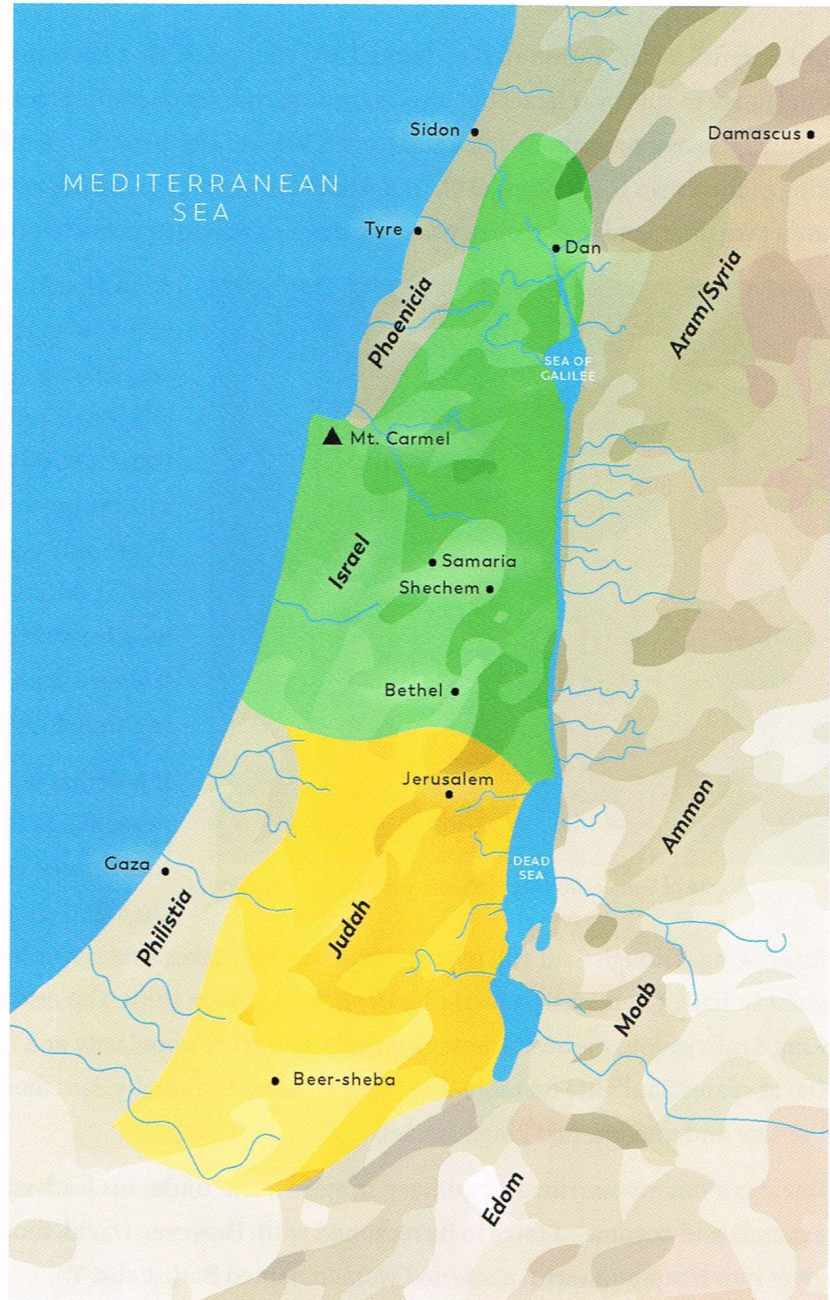 Sidon
Damascus
MEDITERRANEAN
SEA
Tyre
Dan
Phoenicia
Aram/Syria
SEA OF
GALILEE
Mt. Carmel
Israel
Samaria
Shechem
Bethel
Jerusalem
Ammon
Gaza
DEAD
SEA
Philistia
Judah
Moab
Beer-sheba
Edom